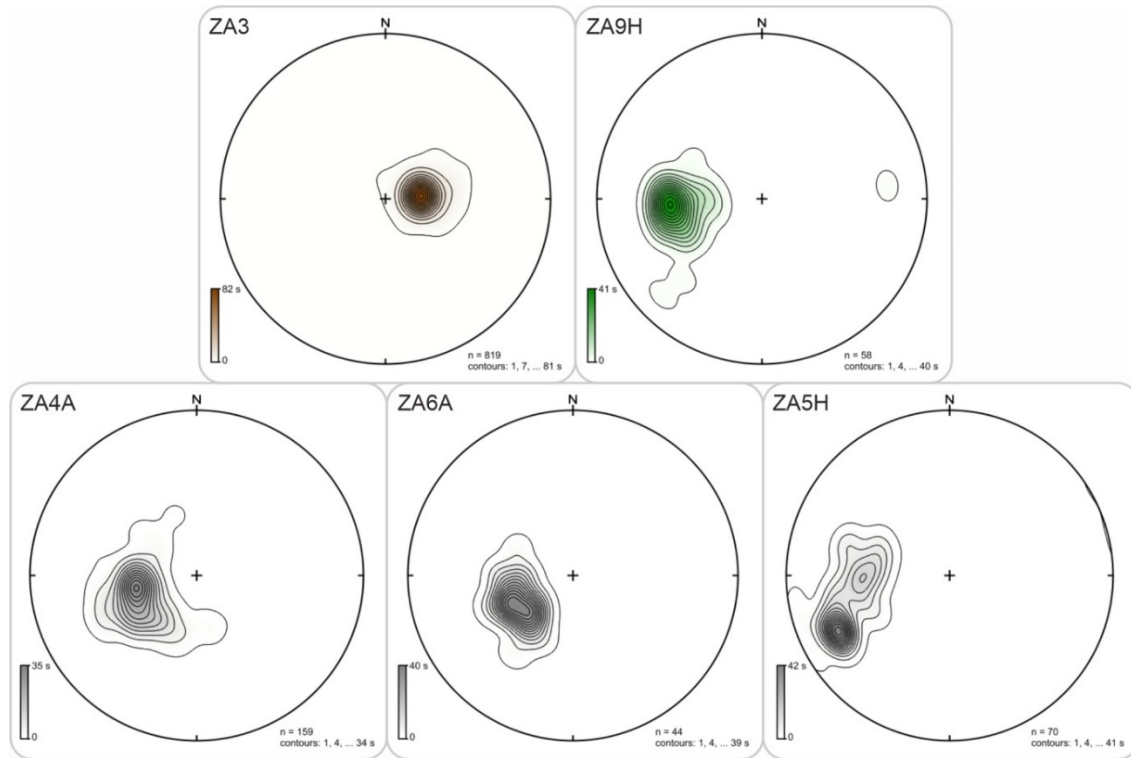 ZA3
N
82 s
0
n = 819
contours: 1, 7, ... 81 s
ZA9H
N
41 s
0
n = 58
contours: 1, 4, ... 40 s
ZA4A
N
35 s
0
n = 159
contours: 1, 4, ... 34 s
ZA6A
N
40 s
0
n = 44
contours: 1, 4, ... 39 s
ZA5H
N
42 s
0
n = 70
contours: 1, 4, ... 41 s